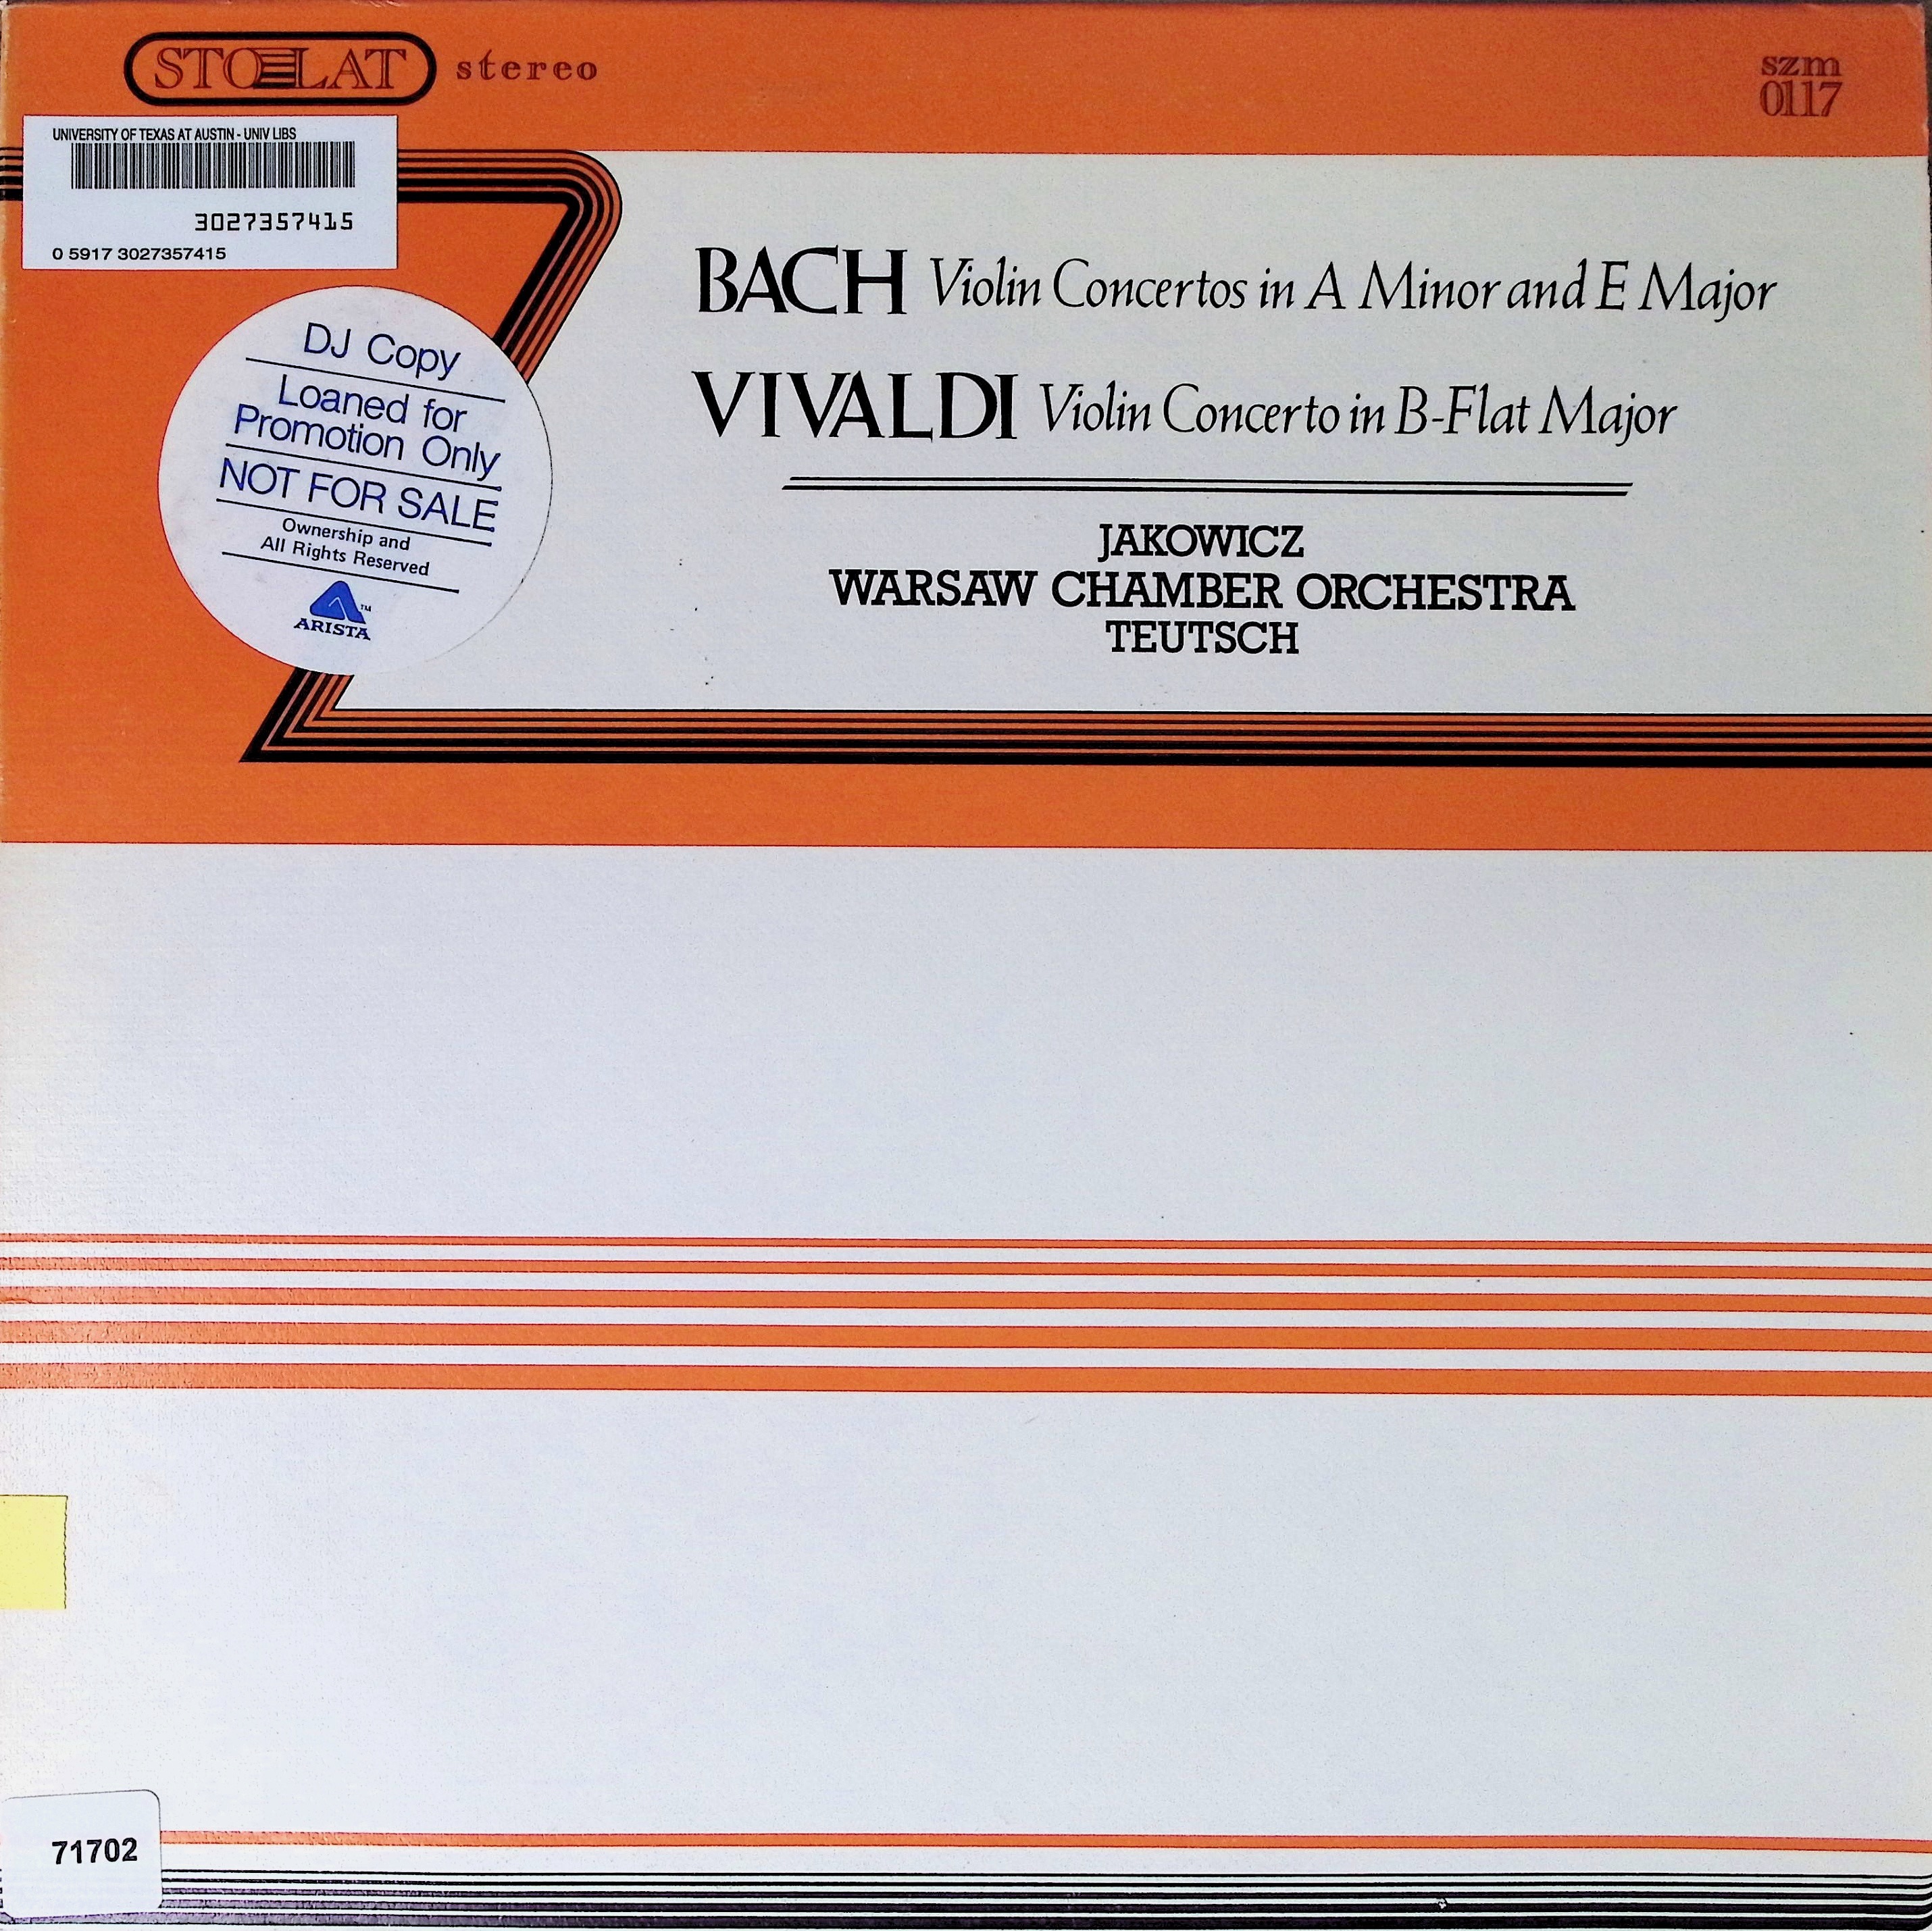 STO LAT stereo
szm
0117
UNIVERSITY OF TEXAS AT AUSTIN - UNIV LIBS
3027357415
0 5917 3027357415
BACH Violin Concertos in A Minor and E Major
VIVALDI Violin Concerto in B-Flat Major
JAKOWICZ
WARSAW CHAMBER ORCHESTRA
TEUTSCH
DJ Copy
Loaned for
Promotion Only
NOT FOR SALE
Ownership and
All Rights Reserved
TM
ARISTA
71702